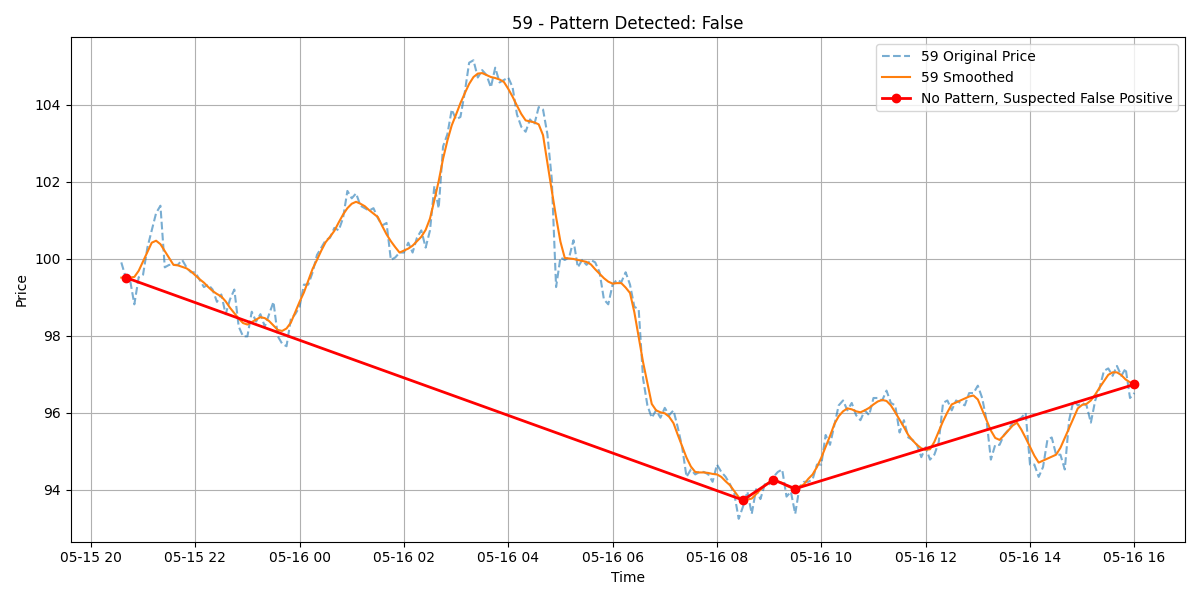 59 - Pattern Detected: False
59 Original Price
59 Smoothed
No Pattern, Suspected False Positive
Price
104
102
100
98
96
94
05-15 20
05-15 22
05-16 00
05-16 02
05-16 04
05-16 06
05-16 08
05-16 10
05-16 12
05-16 14
05-16 16
Time